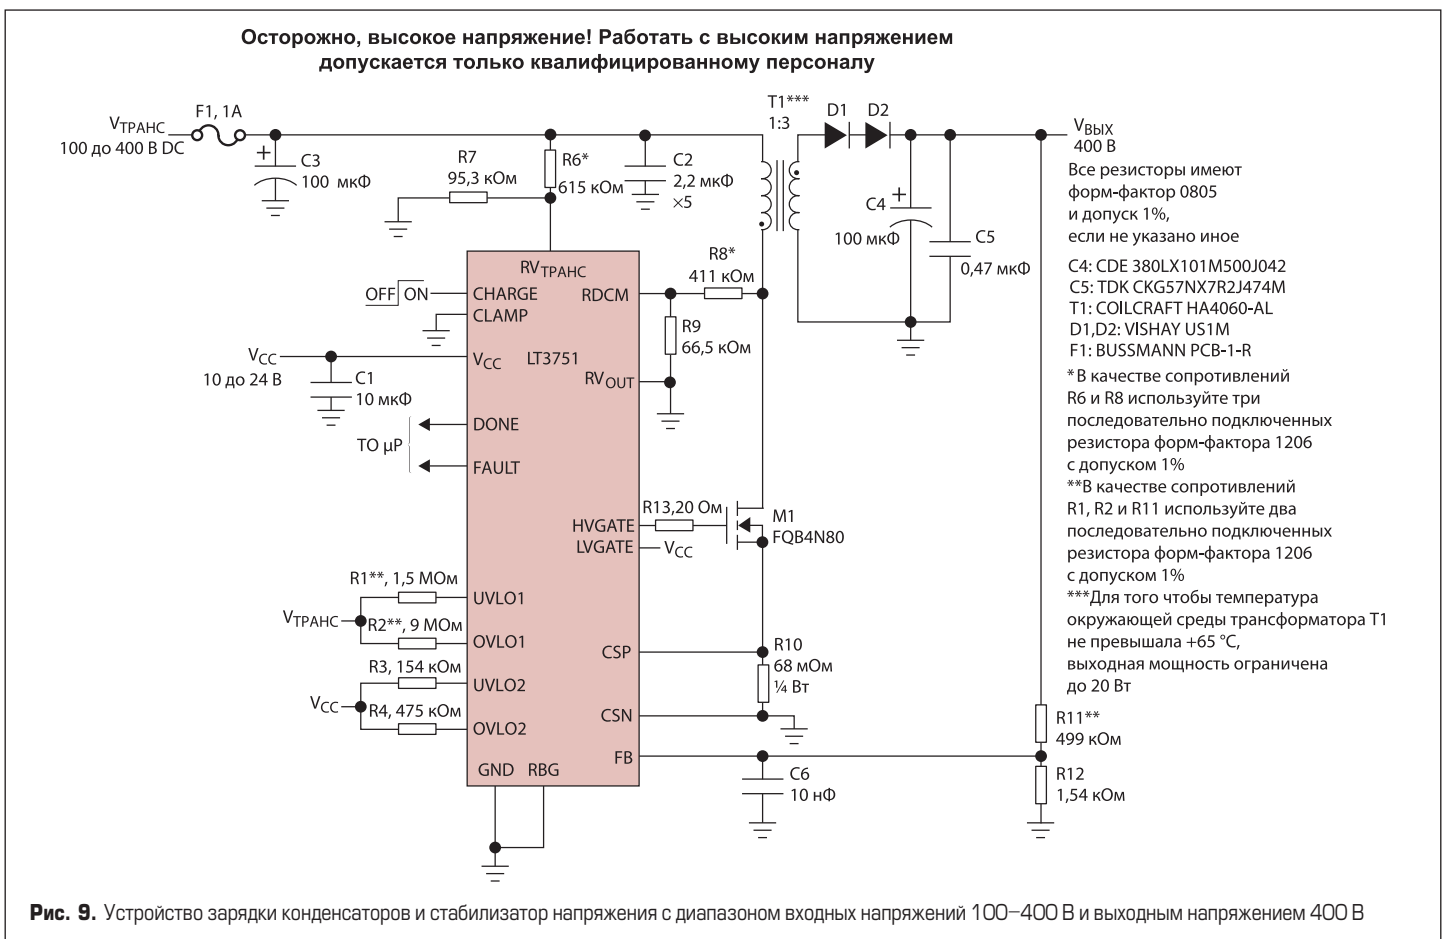 Осторожно, высокое напряжение! Работать с высоким напряжением
допускается только квалифицированному персоналу
VТРАНС
100 до 400 В DC
F1, 1A
C3
100 мкФ
R7
95,3 кОм
R6*
615 кОм
C2
2,2 мкФ
×5
T1***
1:3
D1
D2
VВЫХ
400 В
C4
100 мкФ
C5
0,47 мкФ
Все резисторы имеют
форм-фактор 0805
и допуск 1%,
если не указано иное
C4: CDE 380LX101M500J042
C5: TDK CKG57NX7R2J474M
T1: COILCRAFT HA4060-AL
D1,D2: VISHAY US1M
F1: BUSSMANN PCB-1-R
*В качестве сопротивлений
R6 и R8 используйте три
последовательно подключенных
резистора форм-фактора 1206
с допуском 1%
**В качестве сопротивлений
R1, R2 и R11 используйте два
последовательно подключенных
резистора форм-фактора 1206
с допуском 1%
***Для того чтобы температура
окружающей среды трансформатора T1
не превышала +65 °C,
выходная мощность ограничена
до 20 Вт
RVТРАНС
OFF ON
CHARGE
CLAMP
RDCM
R8*
411 кОм
R9
66,5 кОм
VCC
10 до 24 В
C1
10 мкФ
VCC
LT3751
RVOUT
TO µP
DONE
FAULT
HVGATE
LVGATE
R13,20 Ом
VCC
M1
FQB4N80
VТРАНС
R1**, 1,5 МОм
UVLO1
R2**, 9 МОм
OVLO1
VCC
R3, 154 кОм
UVLO2
R4, 475 кОм
OVLO2
CSP
R10
68 мОм
¼ Вт
CSN
FB
GND
RBG
C6
10 нФ
R11**
499 кОм
R12
1,54 кОм
Рис. 9. Устройство зарядки конденсаторов и стабилизатор напряжения с диапазоном входных напряжений 100–400 В и выходным напряжением 400 В